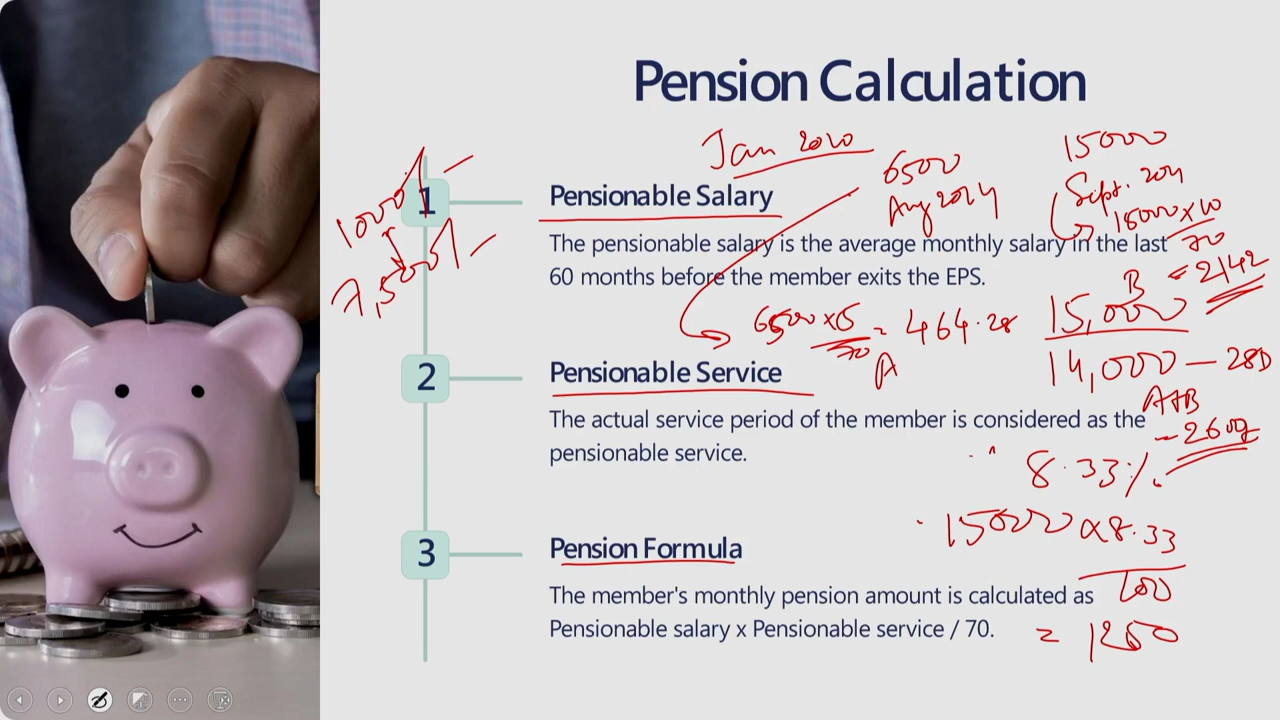 Pension Calculation
Jan 2010
6500
Aug 2014
15000
Sept. 2014
15000 x 10
70
= 2142
1000/-
7,500/-
1
Pensionable Salary
The pensionable salary is the average monthly salary in the last
60 months before the member exits the EPS.
6500 x 5
70
= 464.28
A
B
15,000
14,000 - 28D
A+B
2
Pensionable Service
The actual service period of the member is considered as the
pensionable service.
8.33%
15000 x 8.33
100
= 1250
3
Pension Formula
The member's monthly pension amount is calculated as
Pensionable salary x Pensionable service / 70.